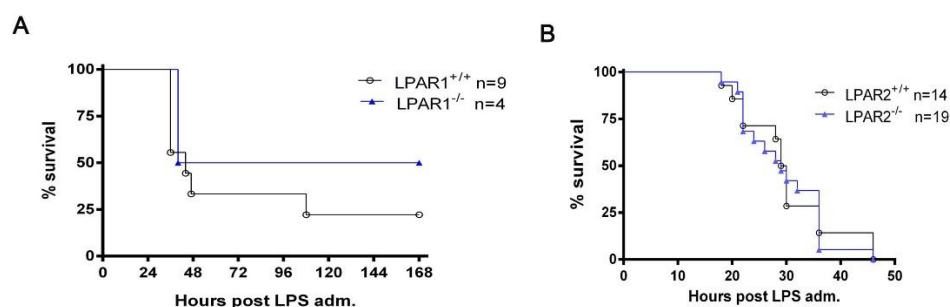 A
% survival
100
75
50
25
0
0 24 48 72 96 120 144 168
Hours post LPS adm.
LPAR1+/+ n=9
LPAR1-/- n=4
B
% survival
100
75
50
25
0
0 10 20 30 40 50
Hours post LPS adm.
LPAR2+/+ n=14
LPAR2-/- n=19